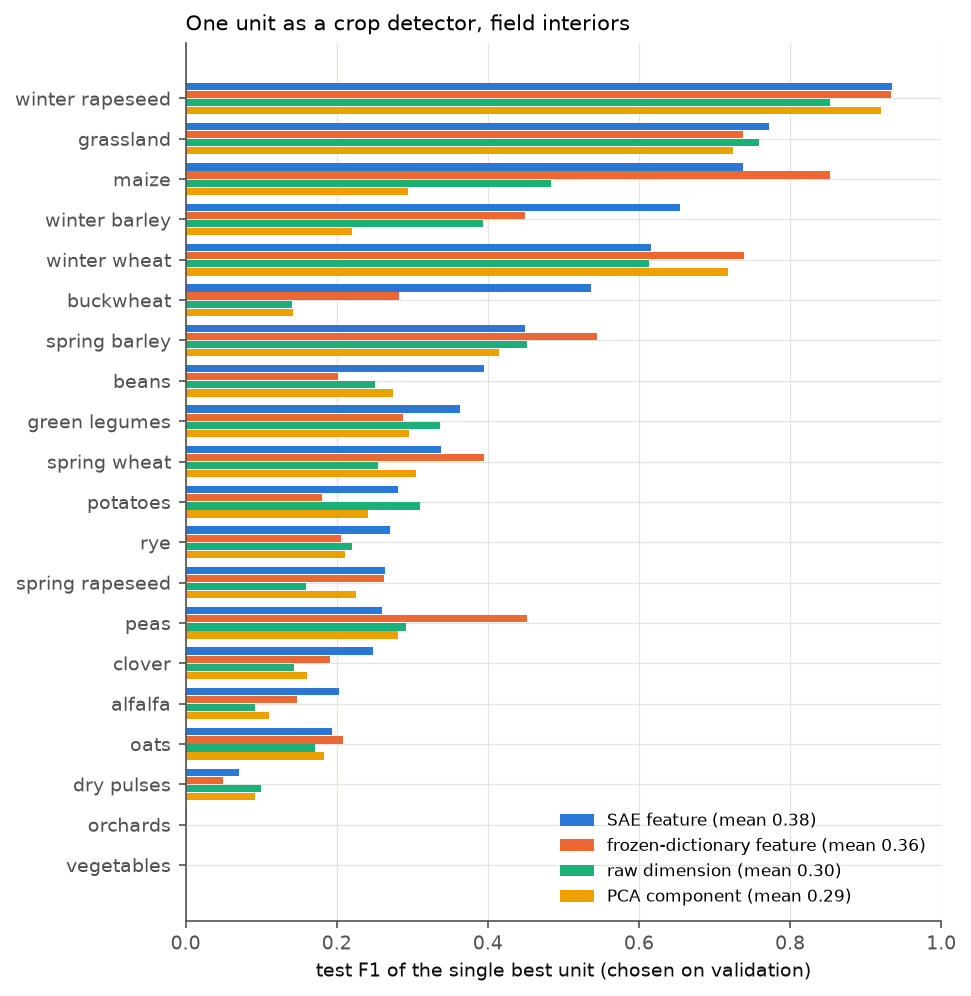 One unit as a crop detector, field interiors
winter rapeseed
grassland
maize
winter barley
winter wheat
buckwheat
spring barley
beans
green legumes
spring wheat
potatoes
rye
spring rapeseed
peas
clover
alfalfa
oats
dry pulses
orchards
vegetables
SAE feature (mean 0.38)
frozen-dictionary feature (mean 0.36)
raw dimension (mean 0.30)
PCA component (mean 0.29)
0.0 0.2 0.4 0.6 0.8 1.0
test F1 of the single best unit (chosen on validation)